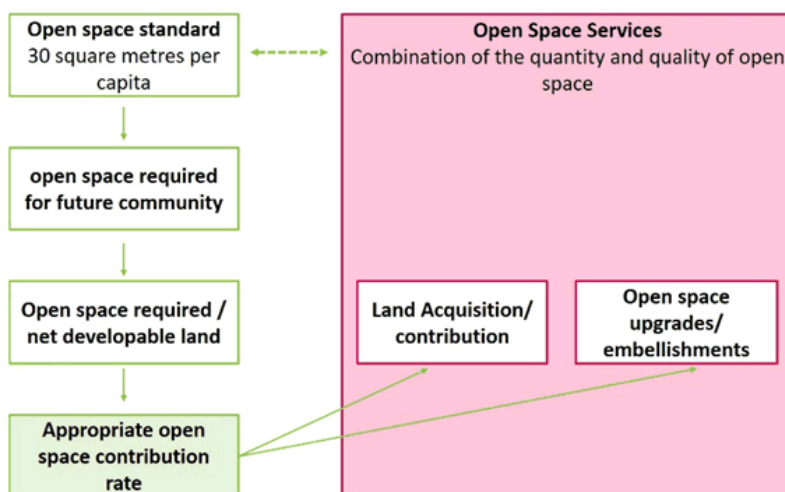 Open space standard
30 square metres per
capita
open space required
for future community
Open space required /
net developable land
Appropriate open
space contribution
rate
Open Space Services
Combination of the quantity and quality of open
space
Land Acquisition/
contribution
Open space
upgrades/
embellishments